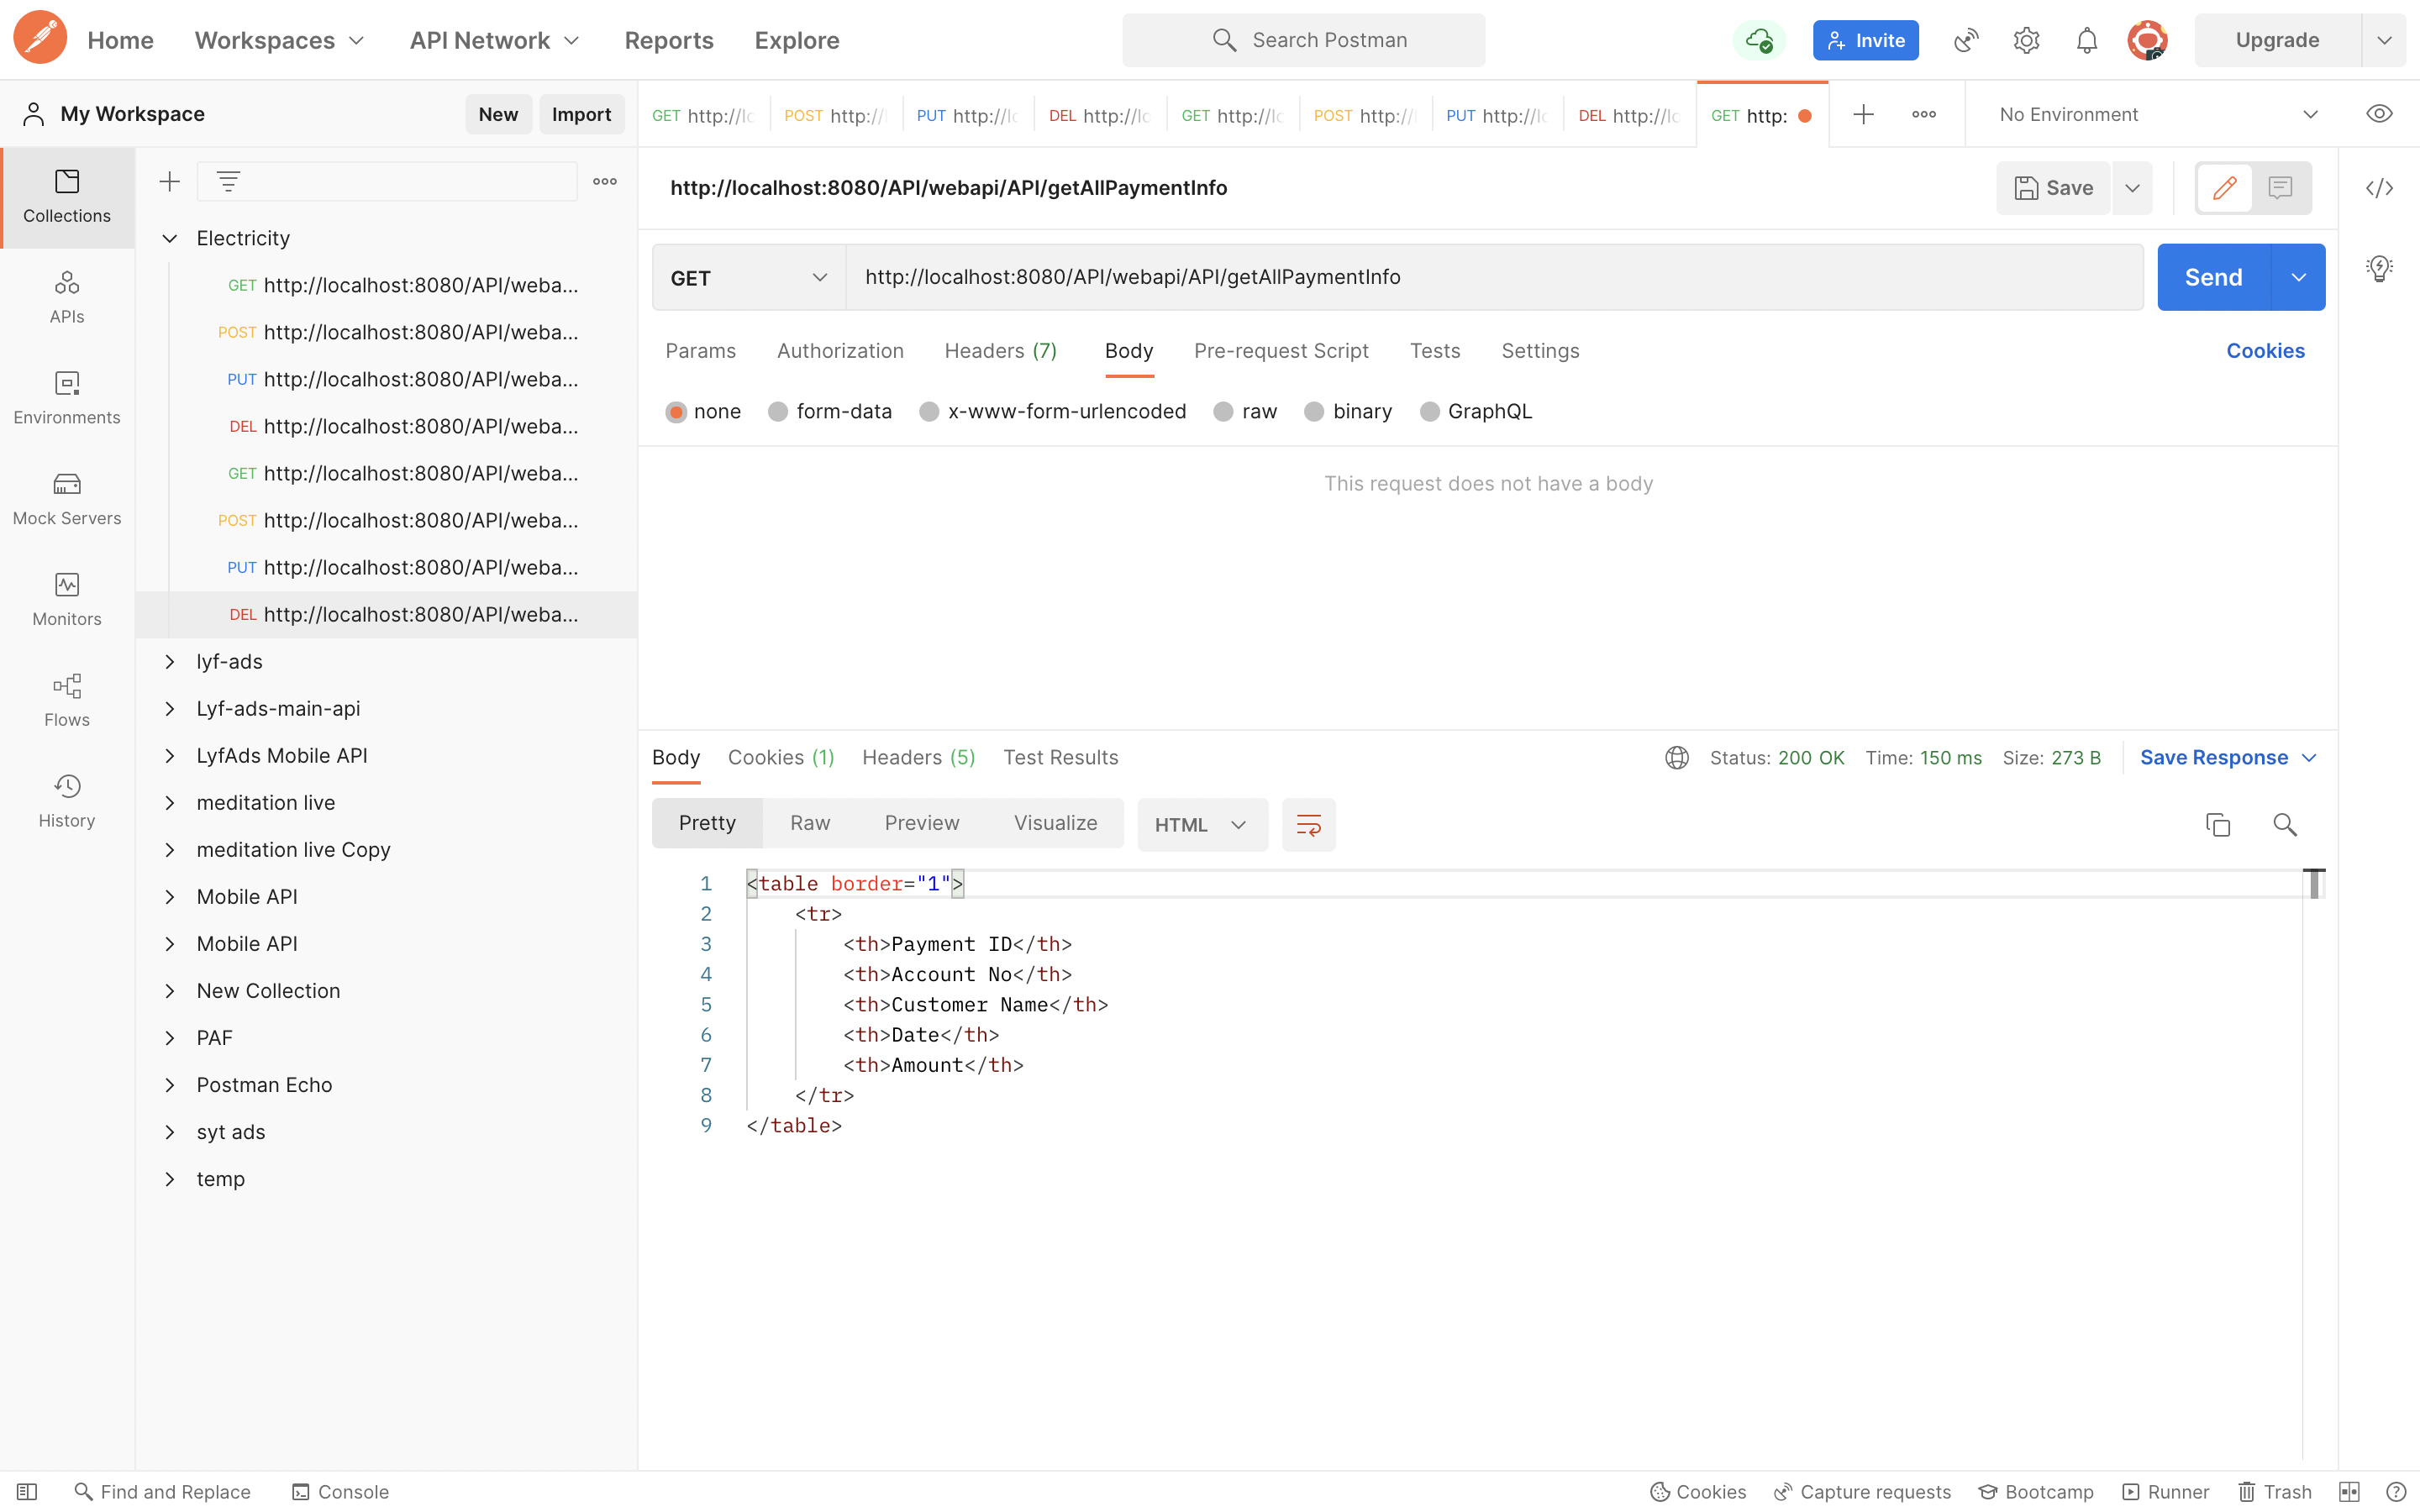 Home Workspaces API Network Reports Explore Search Postman Invite Upgrade
My Workspace New Import
GET http://lo POST http://l PUT http://lo DEL http://lo GET http://lo POST http://l PUT http://lo DEL http://lo GET http: No Environment
Collections
APIs
Environments
Mock Servers
Monitors
Flows
History
Electricity
GET http://localhost:8080/API/weba...
POST http://localhost:8080/API/weba...
PUT http://localhost:8080/API/weba...
DEL http://localhost:8080/API/weba...
GET http://localhost:8080/API/weba...
POST http://localhost:8080/API/weba...
PUT http://localhost:8080/API/weba...
DEL http://localhost:8080/API/weba...
lyf-ads
Lyf-ads-main-api
LyfAds Mobile API
meditation live
meditation live Copy
Mobile API
Mobile API
New Collection
PAF
Postman Echo
syt ads
temp
http://localhost:8080/API/webapi/API/getAllPaymentInfo Save
GET http://localhost:8080/API/webapi/API/getAllPaymentInfo Send
Params Authorization Headers (7) Body Pre-request Script Tests Settings Cookies
none form-data x-www-form-urlencoded raw binary GraphQL
This request does not have a body
Body Cookies (1) Headers (5) Test Results Status: 200 OK Time: 150 ms Size: 273 B Save Response
Pretty Raw Preview Visualize HTML
1 <table border="1">
2 <tr>
3 <th>Payment ID</th>
4 <th>Account No</th>
5 <th>Customer Name</th>
6 <th>Date</th>
7 <th>Amount</th>
8 </tr>
9 </table>
Find and Replace Console Cookies Capture requests Bootcamp Runner Trash